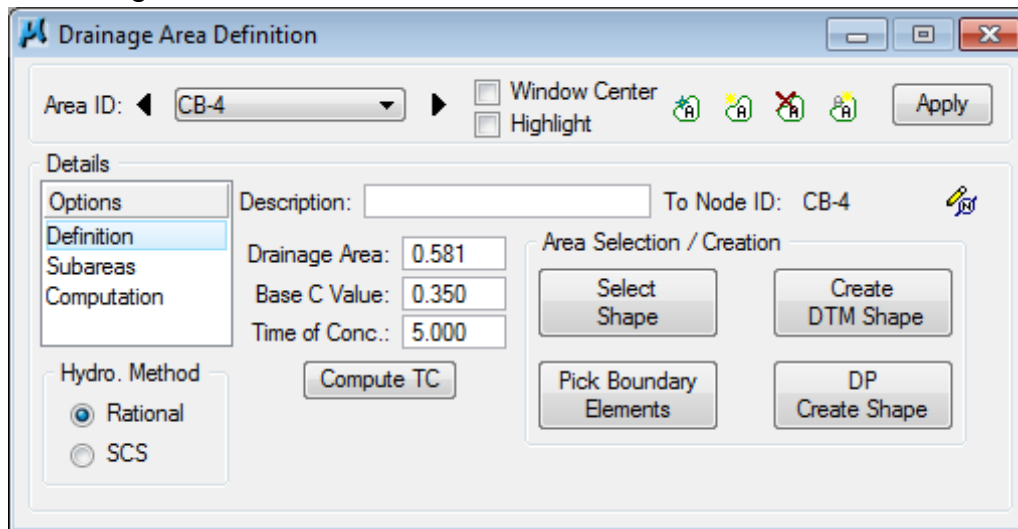 Drainage Area Definition
Area ID: CB-4
Window Center
Highlight
Apply
Details
Options
Definition
Subareas
Computation
Description:
To Node ID: CB-4
Drainage Area: 0.581
Base C Value: 0.350
Time of Conc.: 5.000
Compute TC
Area Selection / Creation
Select
Shape
Create
DTM Shape
Pick Boundary
Elements
DP
Create Shape
Hydro. Method
Rational
SCS